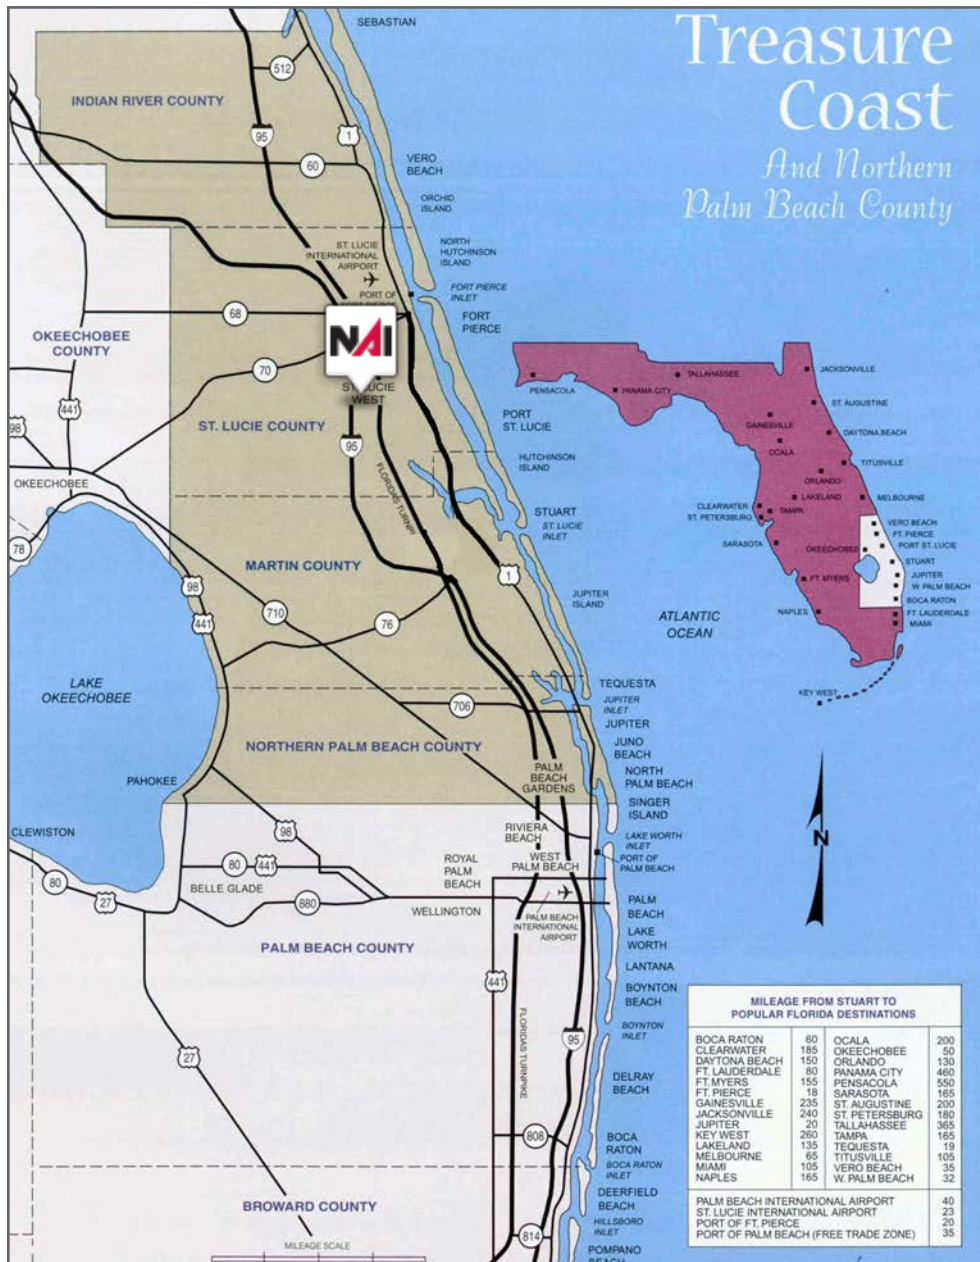 Treasure
Coast
And Northern
Palm Beach County
SEBASTIAN
512
INDIAN RIVER COUNTY
95
1
60
VERO
BEACH
ORCHID
ISLAND
ST. LUCIE
INTERNATIONAL
AIRPORT
NORTH
HUTCHINSON
ISLAND
PORT OF
FORT PIERCE
INLET
68
FORT
PIERCE
NAI
OKEECHOBEE
COUNTY
70
ST. LUCIE
WEST
441
98
ST. LUCIE COUNTY
PORT
ST. LUCIE
95
HUTCHINSON
ISLAND
FLORIDAS TURNPI
OKEECHOBEE
STUART
ST. LUCIE
INLET
78
MARTIN COUNTY
1
98
441
710
76
JUPITER
ISLAND
ATLANTIC
OCEAN
LAKE
OKEECHOBEE
TEQUESTA
JUPITER
INLET
706
JUPITER
NORTHERN PALM BEACH COUNTY
JUNO
BEACH
PAHOKEE
PALM
BEACH
GARDENS
NORTH
PALM BEACH
SINGER
ISLAND
CLEWISTON
98
RIVIERA
BEACH
LAKE WORTH
INLET
80
441
ROYAL
PALM
BEACH
WEST
PALM BEACH
PORT OF
PALM BEACH
80
27
BELLE GLADE
880
WELLINGTON
PALM BEACH
INTERNATIONAL
AIRPORT
PALM
BEACH
LAKE
WORTH
PALM BEACH COUNTY
LANTANA
441
BOYNTON
BEACH
FLORIDAS TURNPIKE
95
BOYNTON
INLET
27
DELRAY
BEACH
808
BOCA
RATON
BOCA RATON
INLET
BROWARD COUNTY
DEERFIELD
BEACH
HILLSBORO
INLET
814
MILEAGE SCALE
POMPANO
BEACH
PENSACOLA
PANAMA CITY
TALLAHASSEE
JACKSONVILLE
ST. AUGUSTINE
GAINESVILLE
DAYTONA BEACH
OCALA
TITUSVILLE
ORLANDO
LAKELAND
MELBOURNE
CLEARWATER
TAMPA
ST. PETERSBURG
VERO BEACH
FT. PIERCE
SARASOTA
PORT ST. LUCIE
OKEECHOBEE
STUART
FT. MYERS
JUPITER
W. PALM BEACH
BOCA RATON
NAPLES
FT. LAUDERDALE
MIAMI
KEY WEST
N
MILEAGE FROM STUART TO
POPULAR FLORIDA DESTINATIONS
BOCA RATON 60 OCALA 200
CLEARWATER 185 OKEECHOBEE 50
DAYTONA BEACH 150 ORLANDO 130
FT. LAUDERDALE 80 PANAMA CITY 460
FT.MYERS 155 PENSACOLA 550
FT. PIERCE 18 SARASOTA 165
GAINESVILLE 235 ST. AUGUSTINE 200
JACKSONVILLE 240 ST. PETERSBURG 180
JUPITER 20 TALLAHASSEE 365
KEY WEST 260 TAMPA 165
LAKELAND 135 TEQUESTA 19
MELBOURNE 65 TITUSVILLE 105
MIAMI 105 VERO BEACH 35
NAPLES 165 W. PALM BEACH 32
PALM BEACH INTERNATIONAL AIRPORT 40
ST. LUCIE INTERNATIONAL AIRPORT 23
PORT OF FT. PIERCE 20
PORT OF PALM BEACH (FREE TRADE ZONE) 35